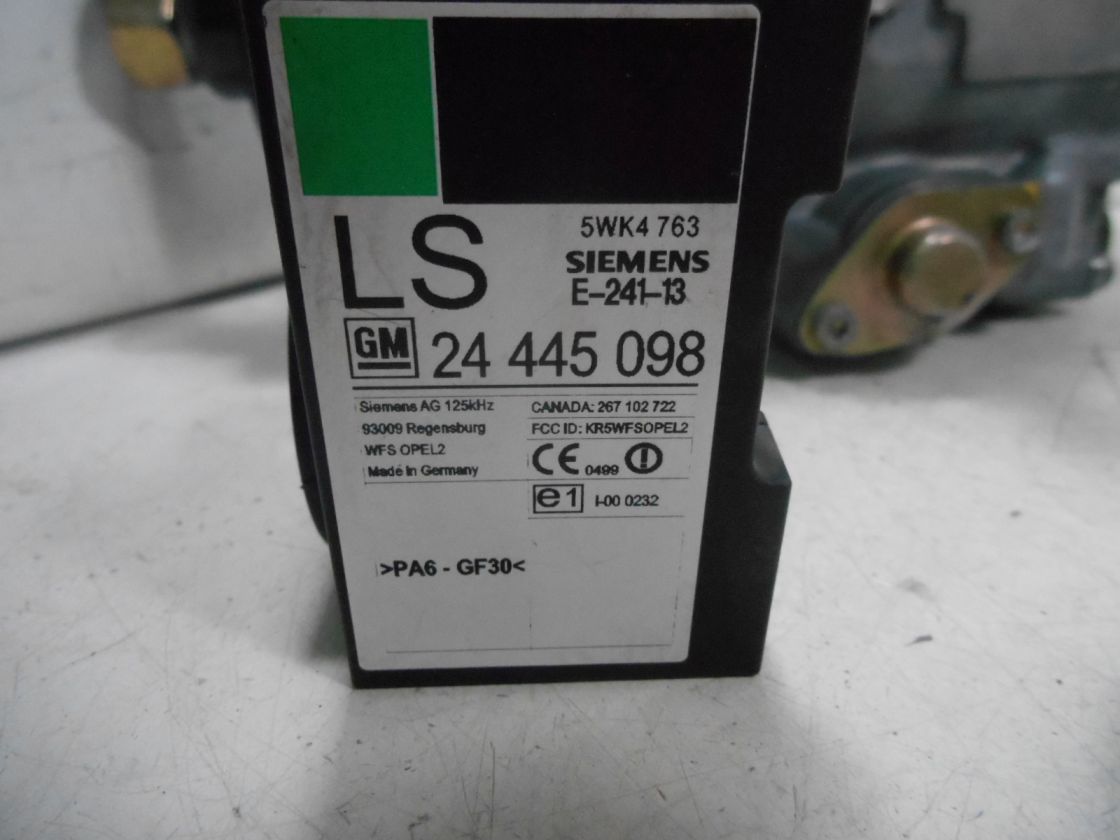 LS
5WK4 763
SIEMENS
E-241-13
GM 24 445 098
Siemens AG 125kHz
93009 Regensburg
WFS OPEL2
Made in Germany
CANADA: 267 102 722
FCC ID: KR5WFSOPEL2
CE 0499
e1 I-00 0232
>PA6 - GF30<